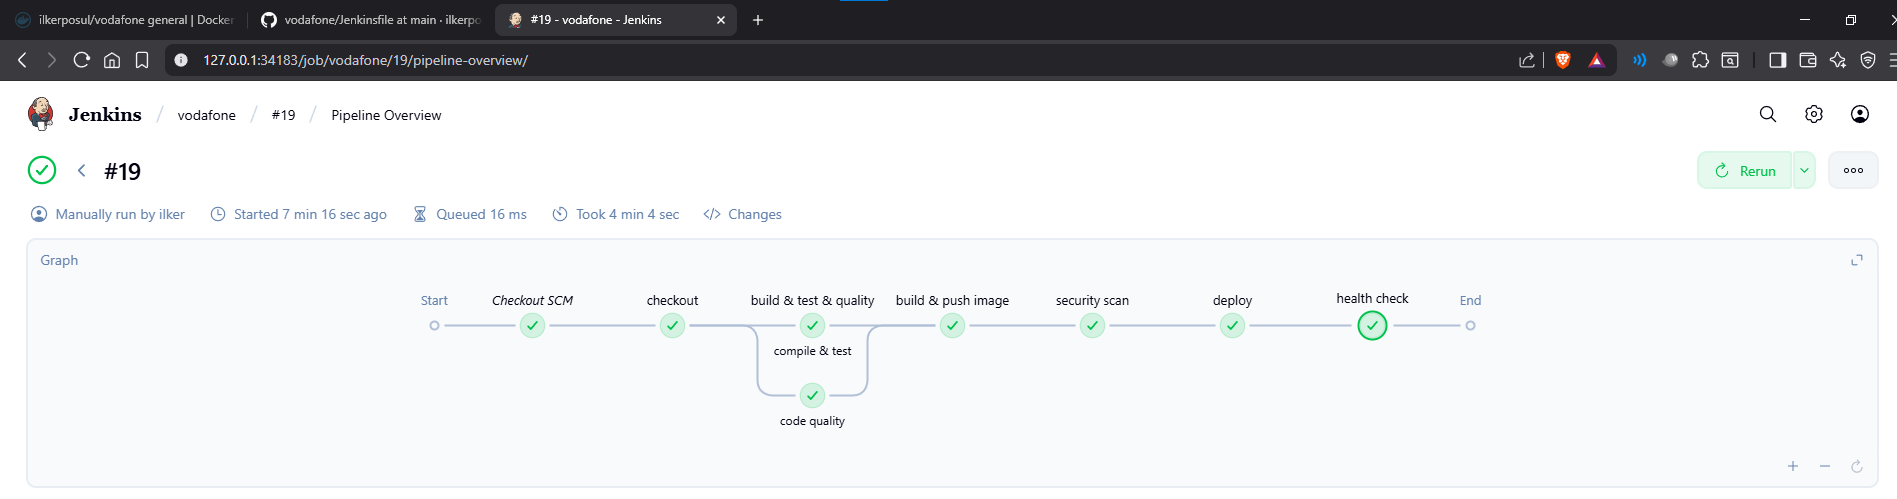 ilkerposul/vodafone general | Docker
vodafone/Jenkinsfile at main · ilkerpo
#19 - vodafone - Jenkins
127.0.0.1:34183/job/vodafone/19/pipeline-overview/
Jenkins / vodafone / #19 / Pipeline Overview
#19
Rerun
Manually run by ilker
Started 7 min 16 sec ago
Queued 16 ms
Took 4 min 4 sec
Changes
Graph
Start
Checkout SCM
checkout
build & test & quality
build & push image
security scan
deploy
health check
End
compile & test
code quality